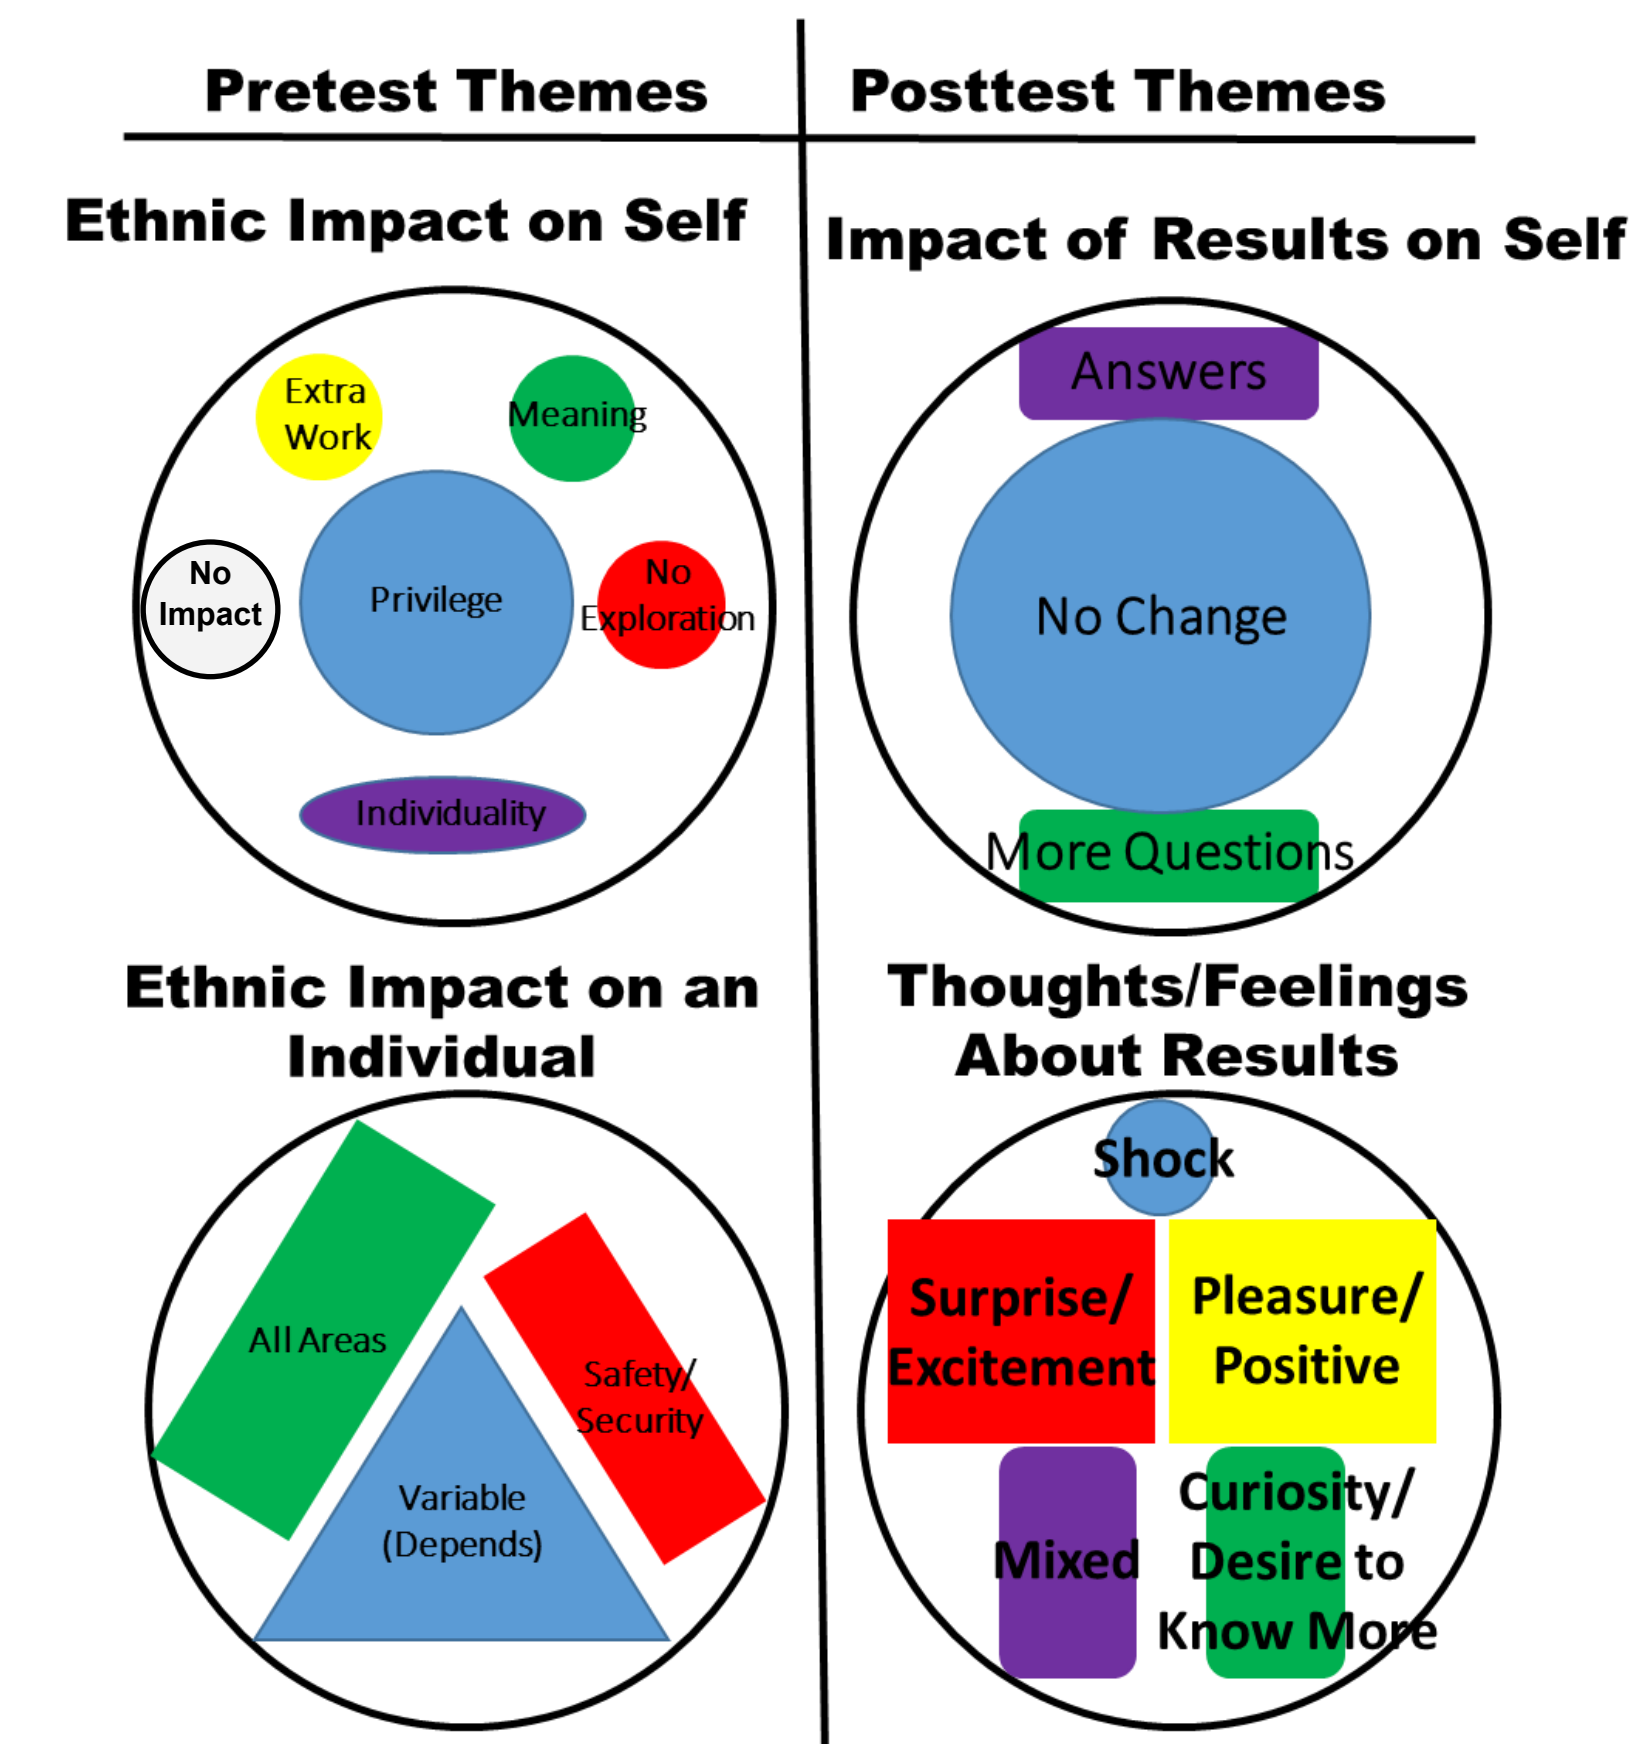 Pretest Themes
Posttest Themes
Ethnic Impact on Self
Extra
Work
Meaning
No
Impact
Privilege
No
Exploration
Individuality
Impact of Results on Self
Answers
No Change
More Questions
Ethnic Impact on an
Individual
All Areas
Safety/
Security
Variable
(Depends)
Thoughts/Feelings
About Results
Shock
Surprise/
Excitement
Pleasure/
Positive
Mixed
Curiosity/
Desire to
Know More